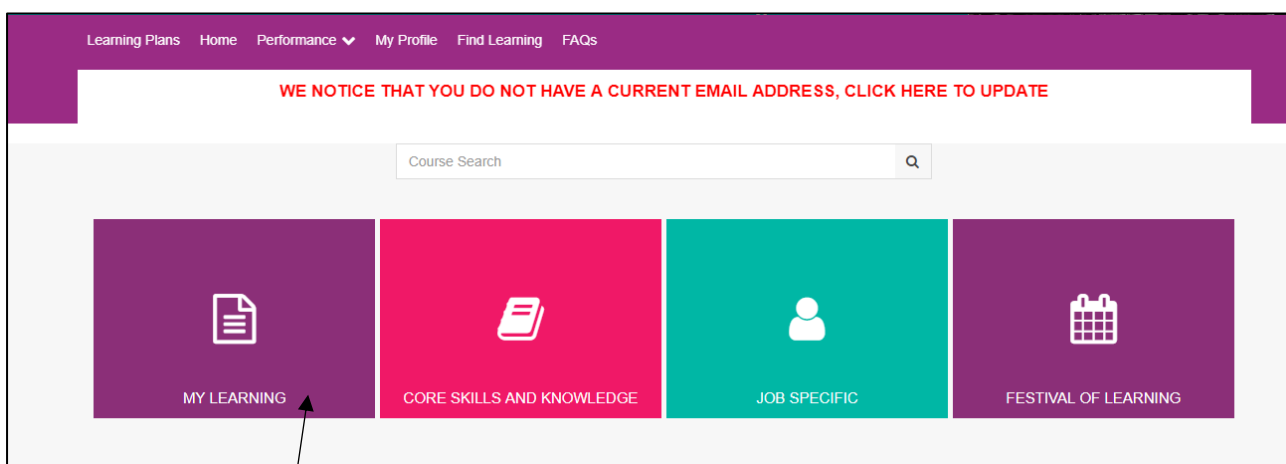 Learning Plans Home Performance My Profile Find Learning FAQs
WE NOTICE THAT YOU DO NOT HAVE A CURRENT EMAIL ADDRESS, CLICK HERE TO UPDATE
Course Search
MY LEARNING CORE SKILLS AND KNOWLEDGE JOB SPECIFIC FESTIVAL OF LEARNING